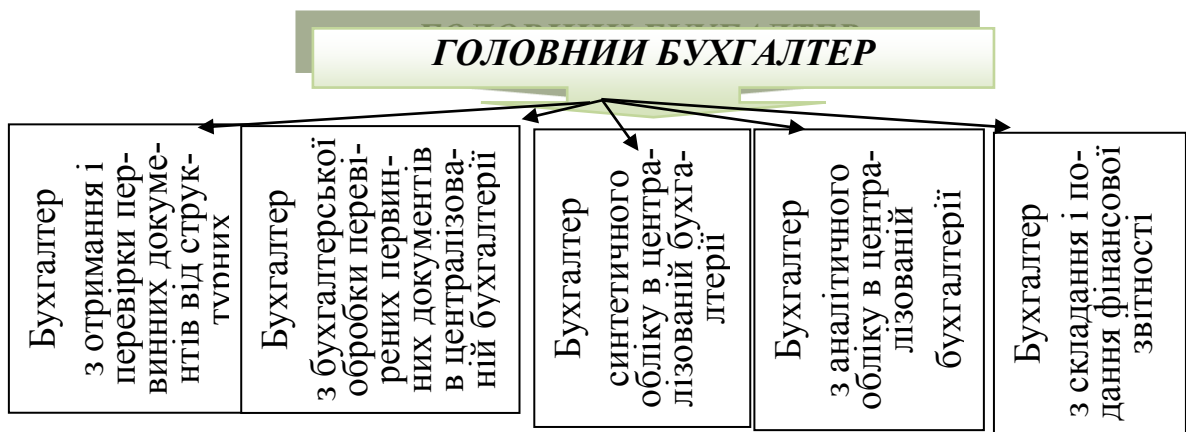 ГОЛОВНИЙ БУХГАЛТЕР
Бухгалтер
з отримання і
перевірки пер-
винних докуме-
нтів від струк-
турних
Бухгалтер
з бухгалтерської
обробки переві-
рених первин-
них документів
в централізова-
ній бухгалтерії
Бухгалтер
синтетичного
обліку в центра-
лізованій бухга-
лтерії
Бухгалтер
з аналітичного
обліку в центра-
лізованій
бухгалтерії
Бухгалтер
з складання і по-
дання фінансової
звітності